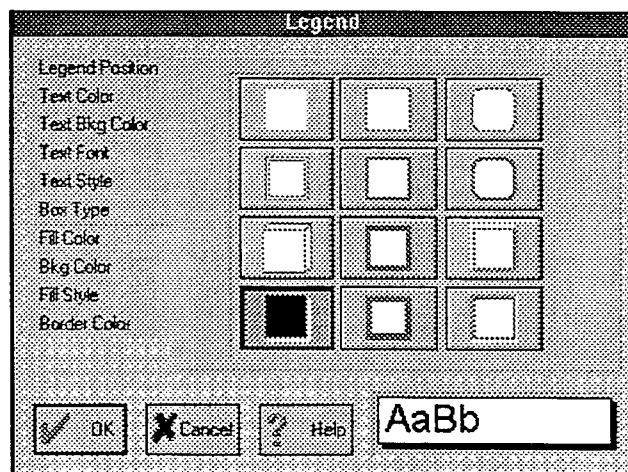 Legend
Legend Position
Text Color
Text Bkg Color
Text Font
Text Style
Box Type
Fill Color
Bkg Color
Fill Style
Border Color
OK
Cancel
? Help
AaBb